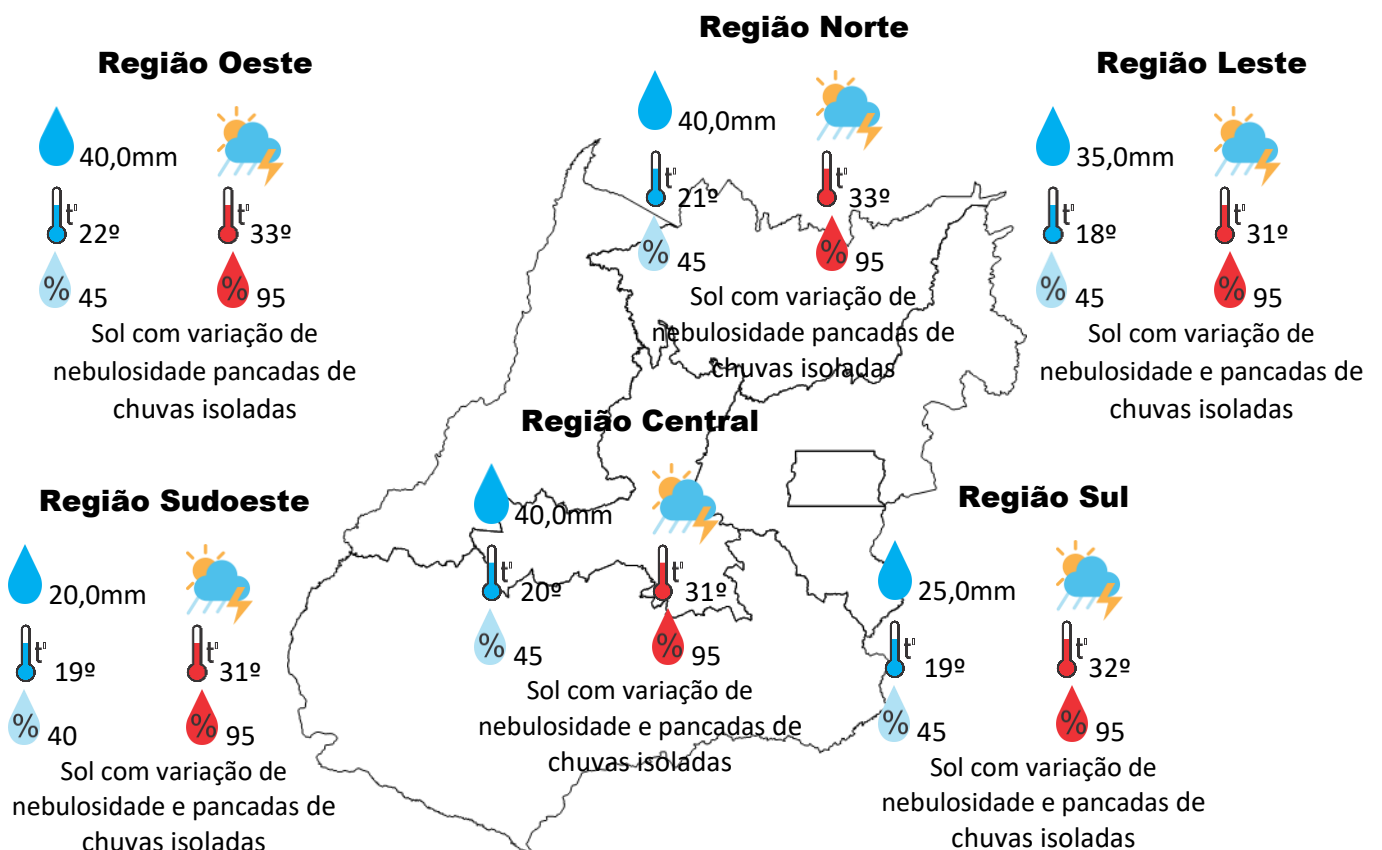 Região Norte
40,0mm
t° 21º
t° 33º
% 45
% 95
Sol com variação de
nebulosidade pancadas de
chuvas isoladas
Região Oeste
40,0mm
t° 22º
t° 33º
% 45
% 95
Sol com variação de
nebulosidade pancadas de
chuvas isoladas
Região Leste
35,0mm
t° 18º
t° 31º
% 45
% 95
Sol com variação de
nebulosidade e pancadas de
chuvas isoladas
Região Central
40,0mm
t° 20º
t° 31º
% 45
% 95
Sol com variação de
nebulosidade e pancadas de
chuvas isoladas
Região Sudoeste
20,0mm
t° 19º
t° 31º
% 40
% 95
Sol com variação de
nebulosidade e pancadas de
chuvas isoladas
Região Sul
25,0mm
t° 19º
t° 32º
% 45
% 95
Sol com variação de
nebulosidade e pancadas de
chuvas isoladas